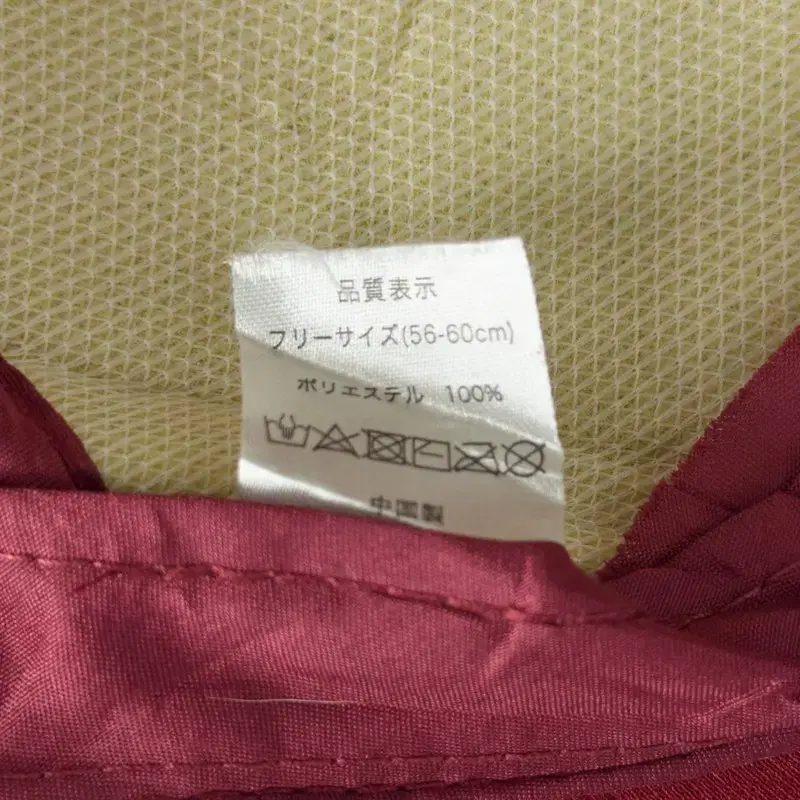 品質表示
フリーサイズ(56-60cm)
ポリエステル 100%
中国製